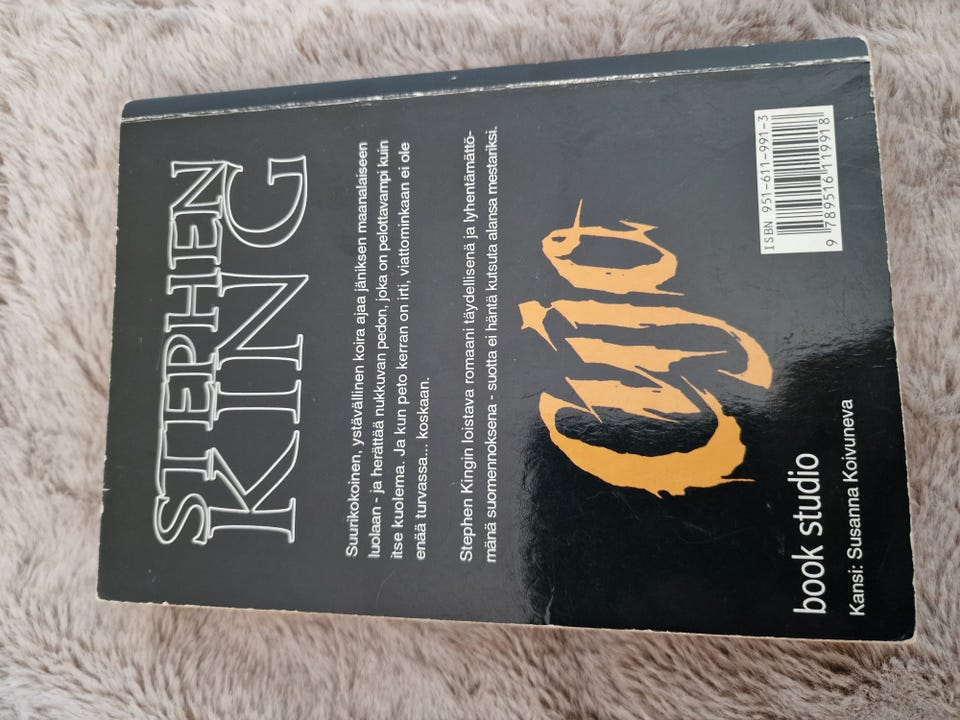 STEPHEN
KING
Suurikokoinen, ystävällinen koira ajaa jäniksen maanalaiseen
luolaan - ja herättää nukkuvan pedon, joka on pelottavampi kuin
itse kuolema. Ja kun peto kerran on irti, viattominkaan ei ole
enää turvassa... koskaan.
Stephen Kingin loistava romaani täydellisenä ja lyhentämättö-
mänä suomennoksena - suotta ei häntä kutsuta alansa mestariksi.
Cujo
book studio
Kansi: Susanna Koivuneva
ISBN 951-611-991-3
9 789516 119918